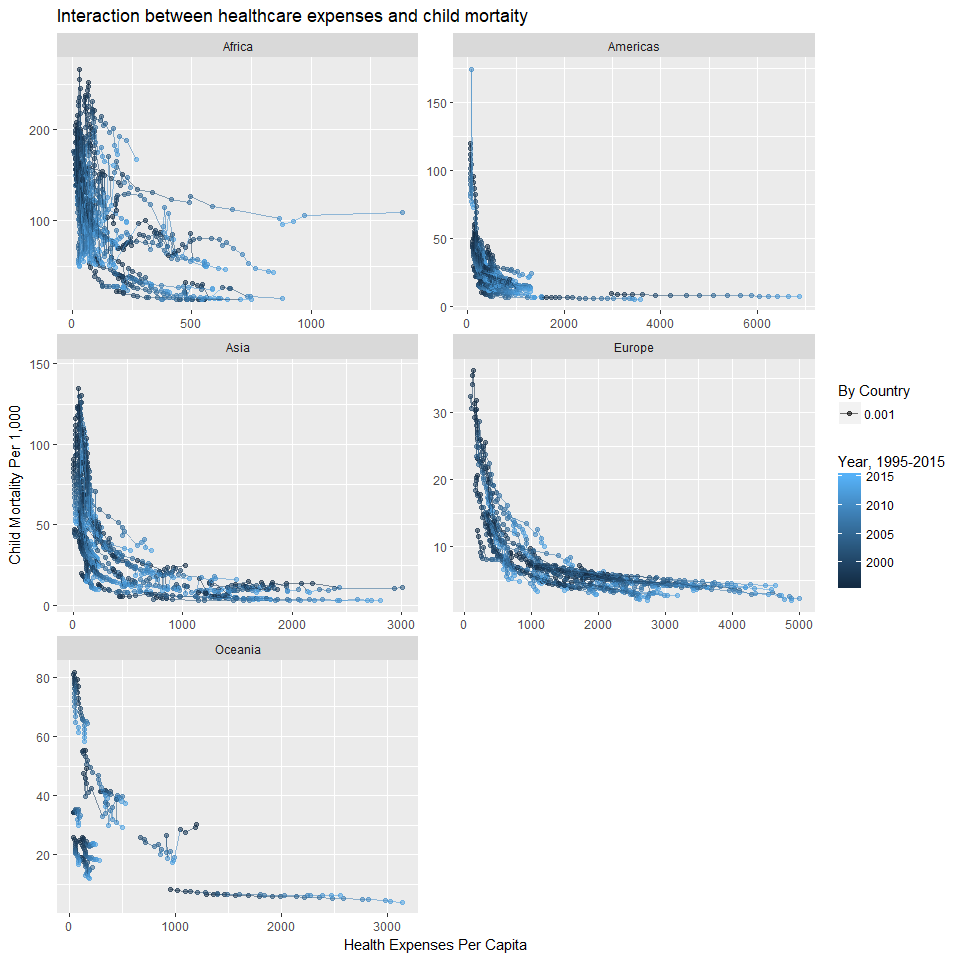 Interaction between healthcare expenses and child mortaity
Africa
Americas
200
100
0 500 1000
150
100
50
0
0 2000 4000 6000
Asia
Europe
150
100
50
0
0 1000 2000 3000
30
20
10
0 1000 2000 3000 4000 5000
Oceania
80
60
40
20
0 1000 2000 3000
Child Mortality Per 1,000
Health Expenses Per Capita
By Country
0.001
Year, 1995-2015
2015
2010
2005
2000